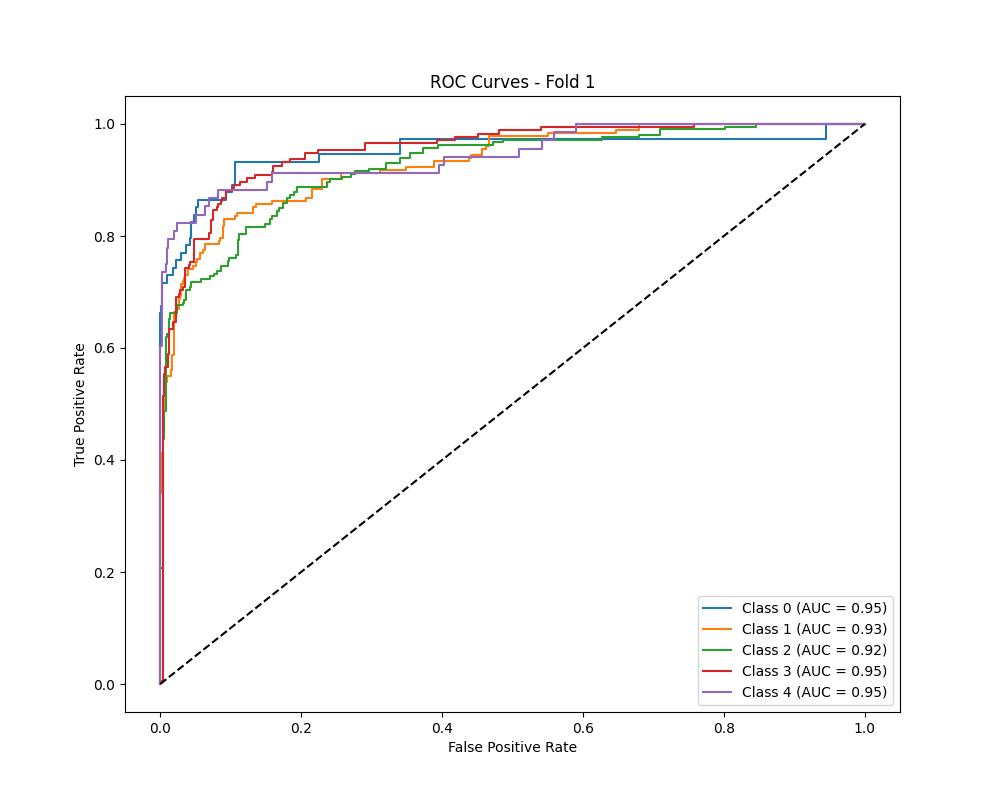 ROC Curves - Fold 1
True Positive Rate
1.0
0.8
0.6
0.4
0.2
0.0
Class 0 (AUC = 0.95)
Class 1 (AUC = 0.93)
Class 2 (AUC = 0.92)
Class 3 (AUC = 0.95)
Class 4 (AUC = 0.95)
0.0 0.2 0.4 0.6 0.8 1.0
False Positive Rate